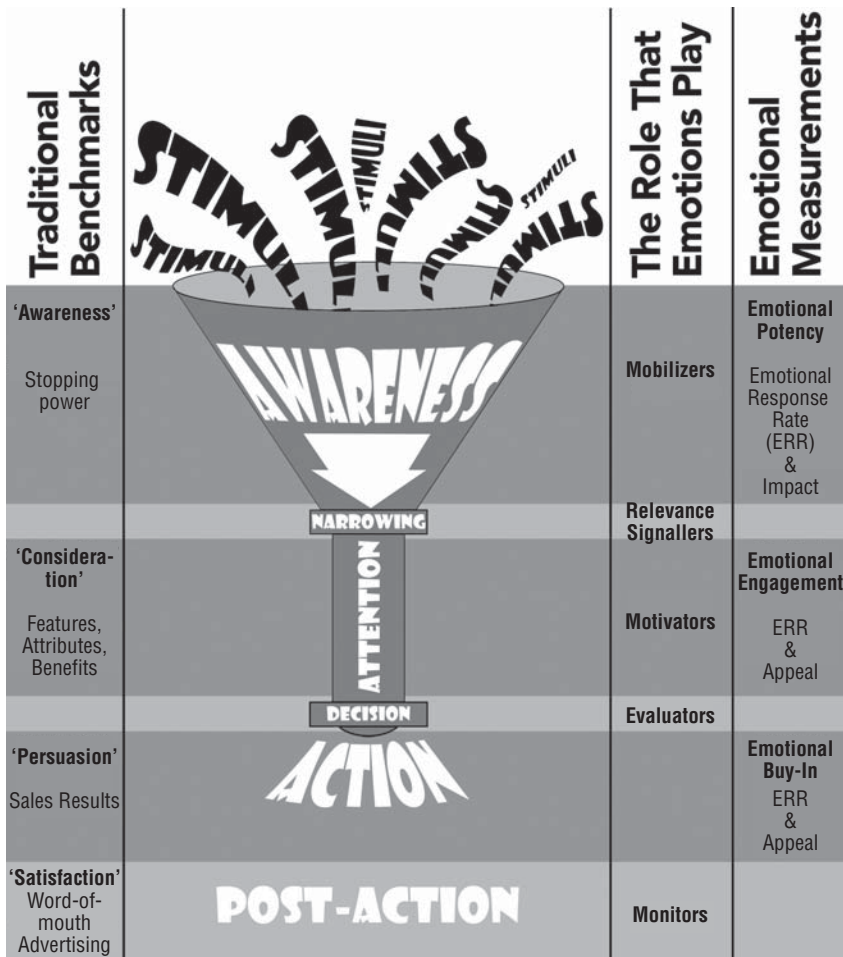 Traditional
Benchmarks
The Role That
Emotions Play
Emotional
Measurements
STIMULI
STIMULI
STIMULI
STIMULI
STIMULI
STIMULI
STIMULI
STIMULI
'Awareness'
Stopping
power
AWARENESS
Mobilizers
Emotional
Potency
Emotional
Response
Rate
(ERR)
&
Impact
NARROWING
Relevance
Signallers
'Considera-
tion'
Features,
Attributes,
Benefits
ATTENTION
Motivators
Emotional
Engagement
ERR
&
Appeal
DECISION
Evaluators
'Persuasion'
Sales Results
ACTION
Emotional
Buy-In
ERR
&
Appeal
'Satisfaction'
Word-of-
mouth
Advertising
POST-ACTION
Monitors